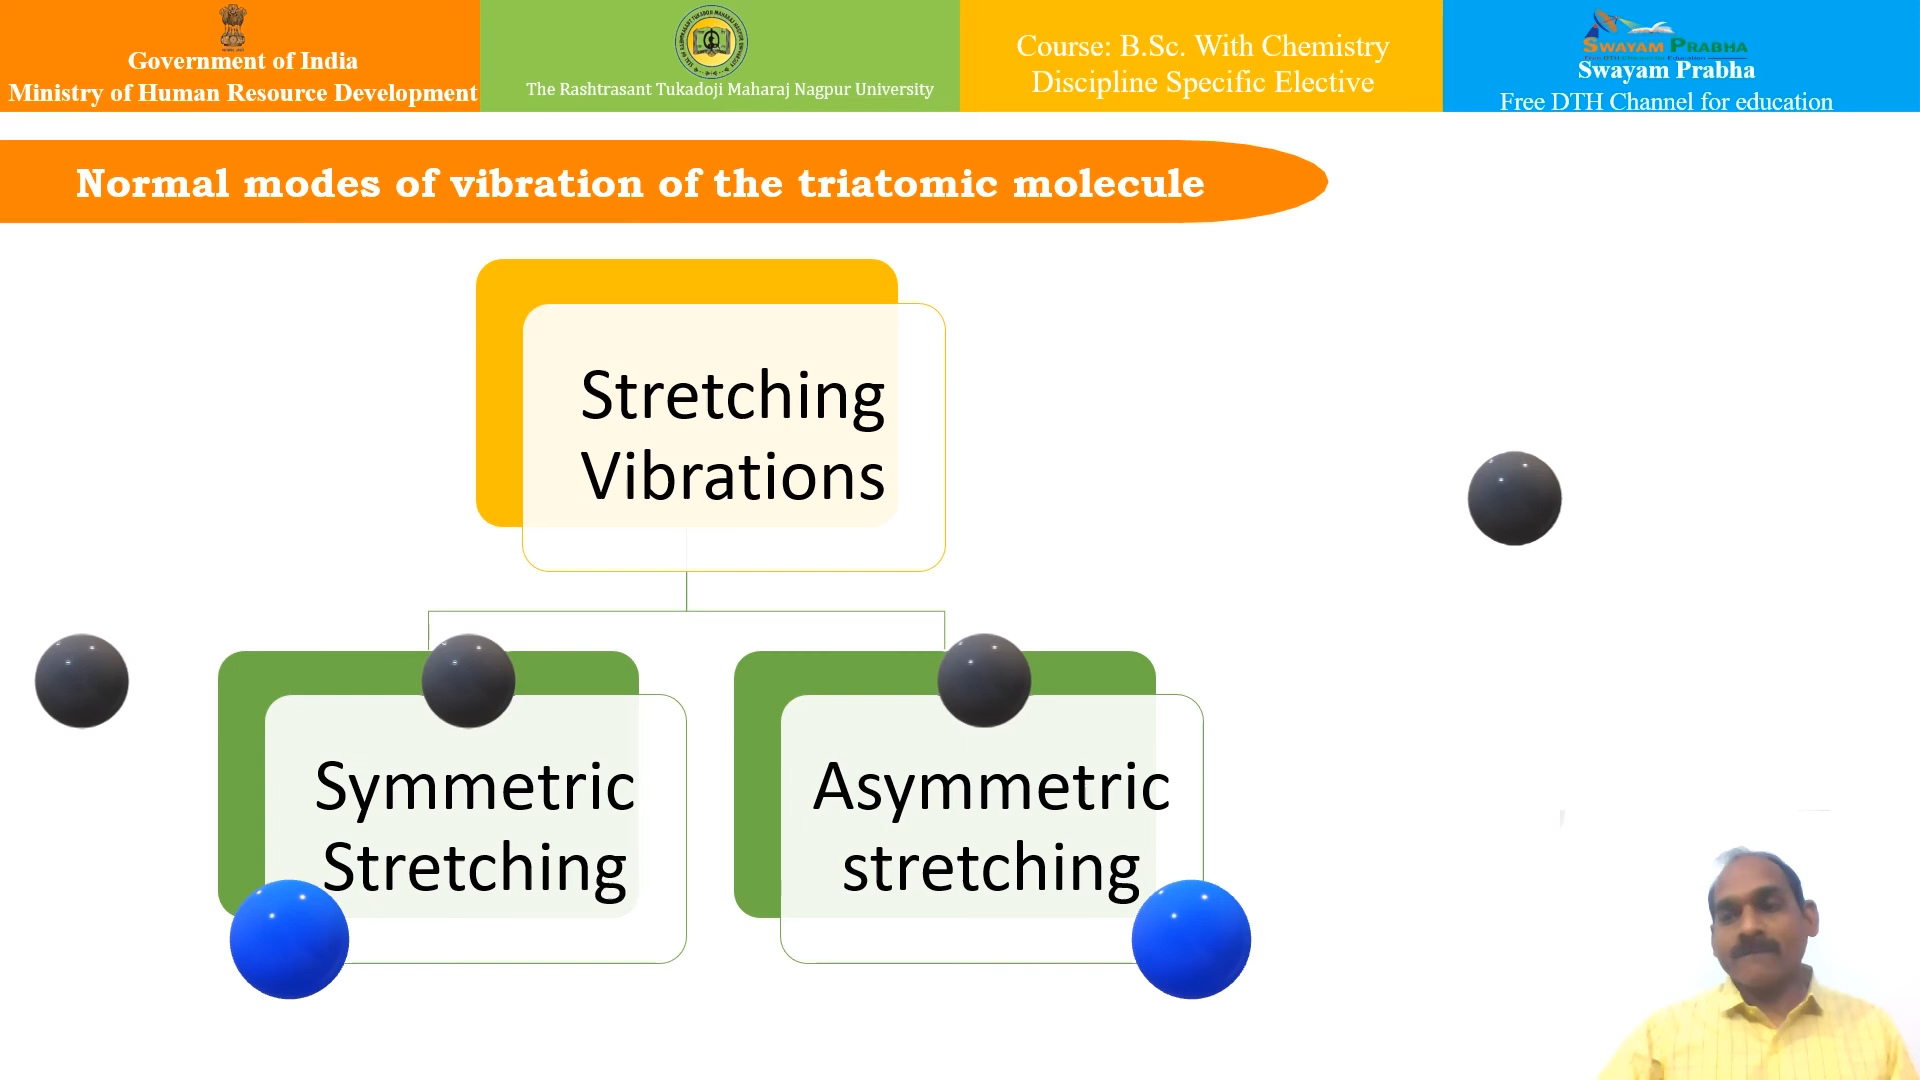 Government of India
Ministry of Human Resource Development
The Rashtrasant Tukadoji Maharaj Nagpur University
Course: B.Sc. With Chemistry
Discipline Specific Elective
SWAYAM PRABHA
Swayam Prabha
Free DTH Channel for education
Normal modes of vibration of the triatomic molecule
Stretching
Vibrations
Symmetric
Stretching
Asymmetric
stretching